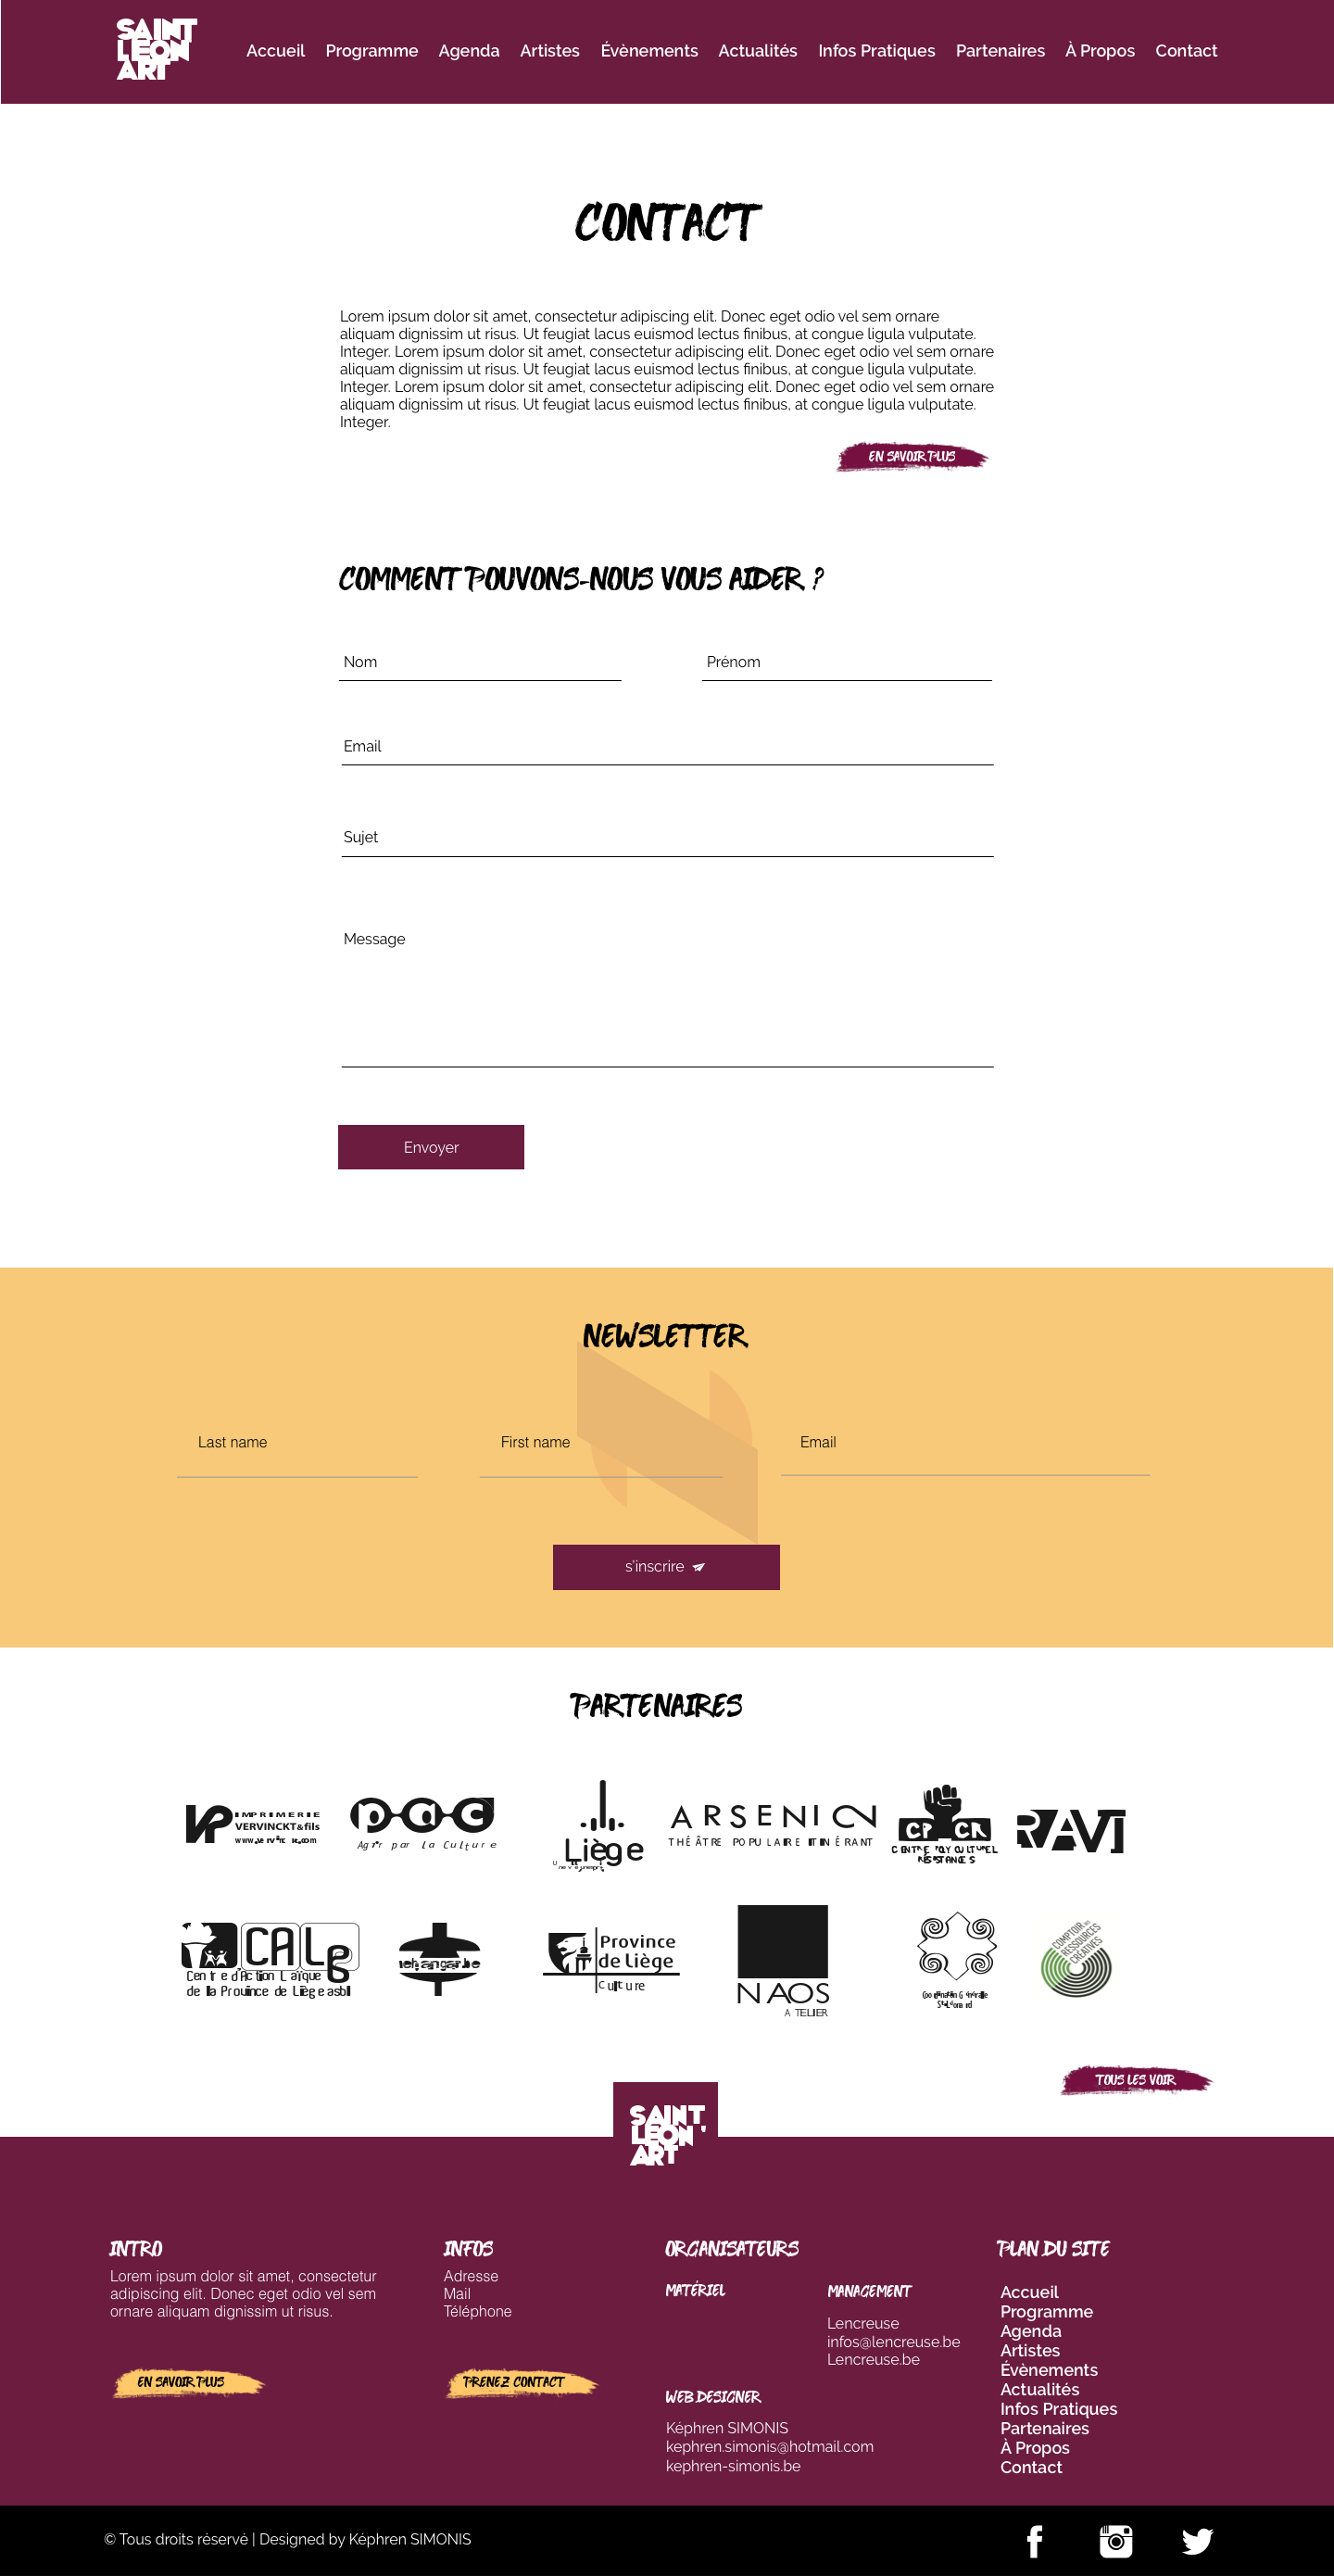 SAINT
LEON
ART
Accueil Programme Agenda Artistes Évènements Actualités Infos Pratiques Partenaires À Propos Contact
CONTACT
Lorem ipsum dolor sit amet, consectetur adipiscing elit. Donec eget odio vel sem ornare
aliquam dignissim ut risus. Ut feugiat lacus euismod lectus finibus, at congue ligula vulputate.
Integer. Lorem ipsum dolor sit amet, consectetur adipiscing elit. Donec eget odio vel sem ornare
aliquam dignissim ut risus. Ut feugiat lacus euismod lectus finibus, at congue ligula vulputate.
Integer. Lorem ipsum dolor sit amet, consectetur adipiscing elit. Donec eget odio vel sem ornare
aliquam dignissim ut risus. Ut feugiat lacus euismod lectus finibus, at congue ligula vulputate.
Integer.
EN SAVOIR PLUS
COMMENT POUVONS-NOUS VOUS AIDER ?
Nom Prénom
Email
Sujet
Message
Envoyer
NEWSLETTER
Last name First name Email
s'inscrire
PARTENAIRES
VP IMPRIMERIE
VERVINCKT & fils
pac
Agir par la Culture
Liège
ARSENIC2
THÉÂTRE POPULAIRE ITINÉRANT
CPCR
CENTRE POLYCULTUREL
RÉSISTANCES
RAVI
CALg
Centre d'Action Laïque
de la Province de Liège asbl
Province
de Liège
Culture
NAOS
ATELIER
COMPTOIR DES
RESSOURCES
CRÉATIVES
TOUS LES VOIR
SAINT
LEON'
ART
INTRO
Lorem ipsum dolor sit amet, consectetur
adipiscing elit. Donec eget odio vel sem
ornare aliquam dignissim ut risus.
EN SAVOIR PLUS
INFOS
Adresse
Mail
Téléphone
PRENEZ CONTACT
ORGANISATEURS
MATÉRIEL
MANAGEMENT
Lencreuse
infos@lencreuse.be
Lencreuse.be
WEB DESIGNER
Képhren SIMONIS
kephren.simonis@hotmail.com
kephren-simonis.be
PLAN DU SITE
Accueil
Programme
Agenda
Artistes
Évènements
Actualités
Infos Pratiques
Partenaires
À Propos
Contact
© Tous droits réservé | Designed by Képhren SIMONIS